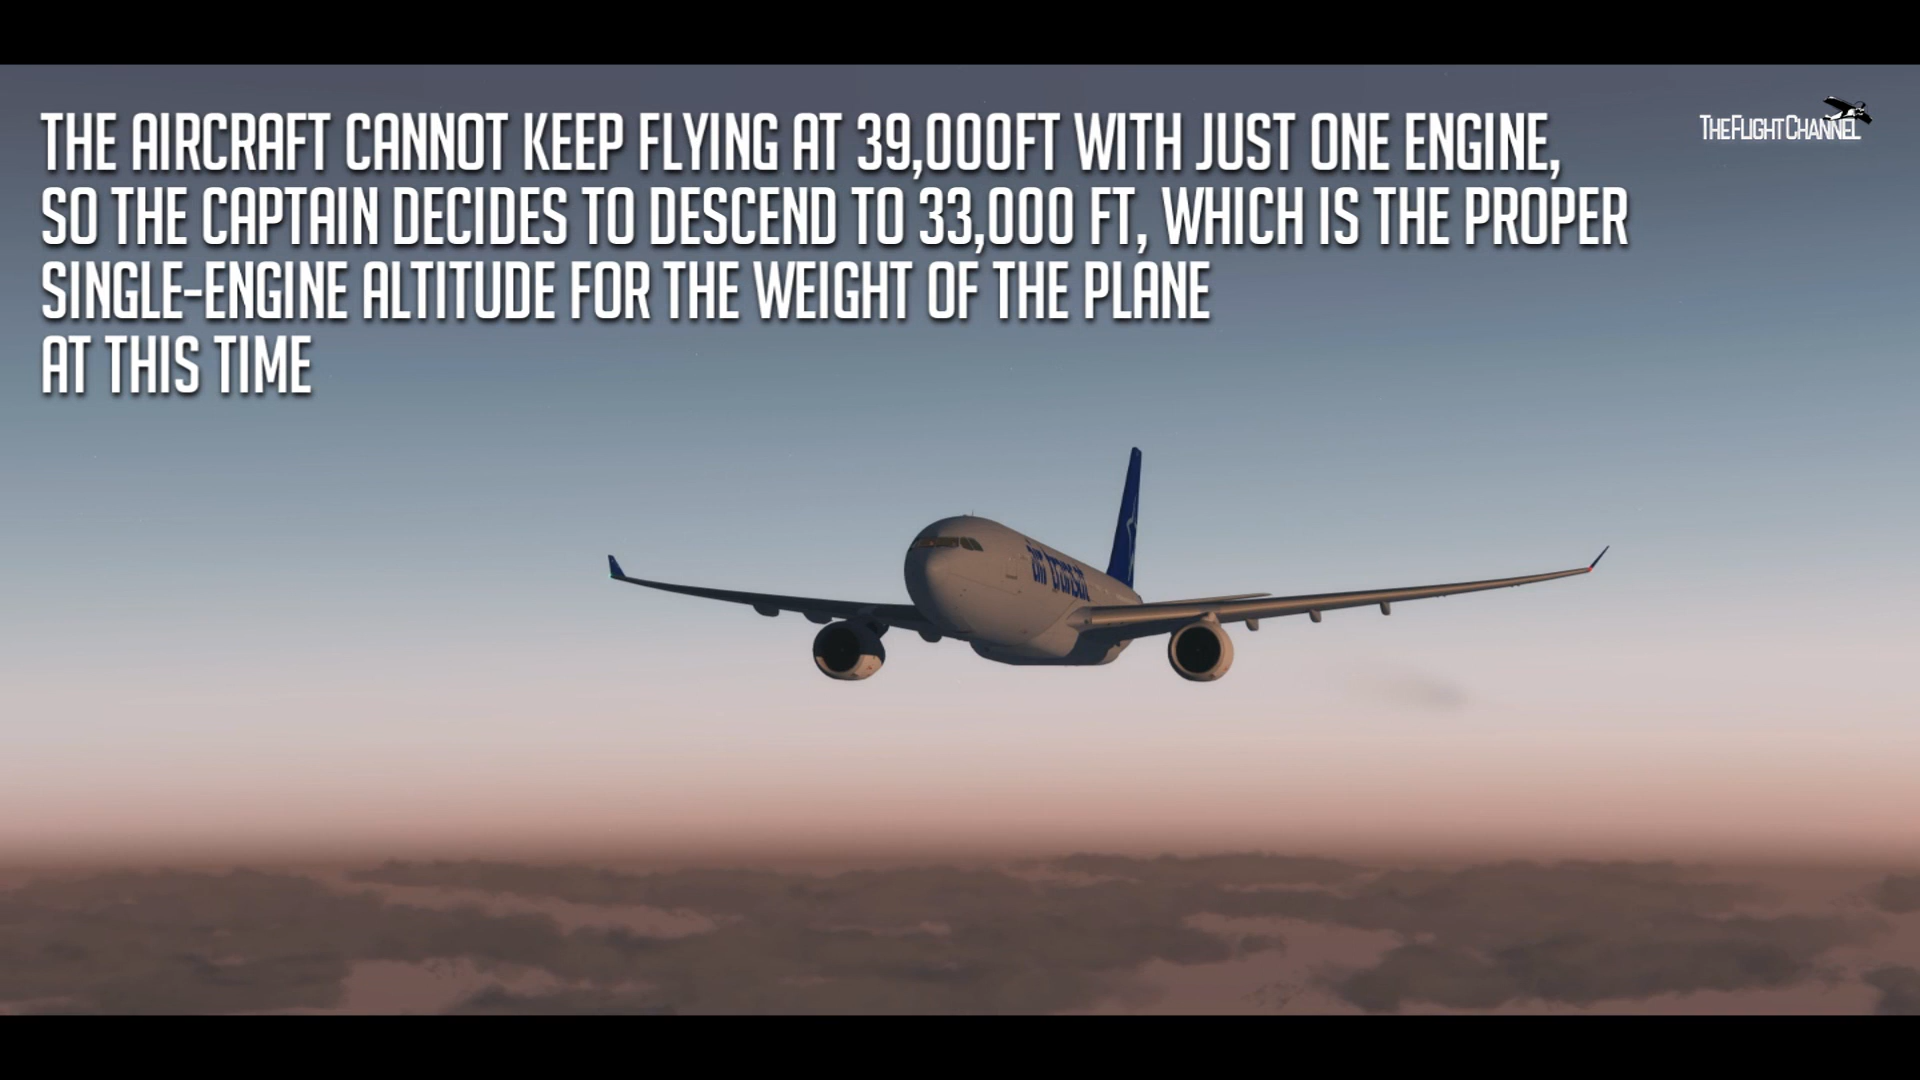 THE AIRCRAFT CANNOT KEEP FLYING AT 39,000FT WITH JUST ONE ENGINE,
SO THE CAPTAIN DECIDES TO DESCEND TO 33,000 FT, WHICH IS THE PROPER
SINGLE-ENGINE ALTITUDE FOR THE WEIGHT OF THE PLANE
AT THIS TIME
THEFLIGHTCHANNEL
air transat